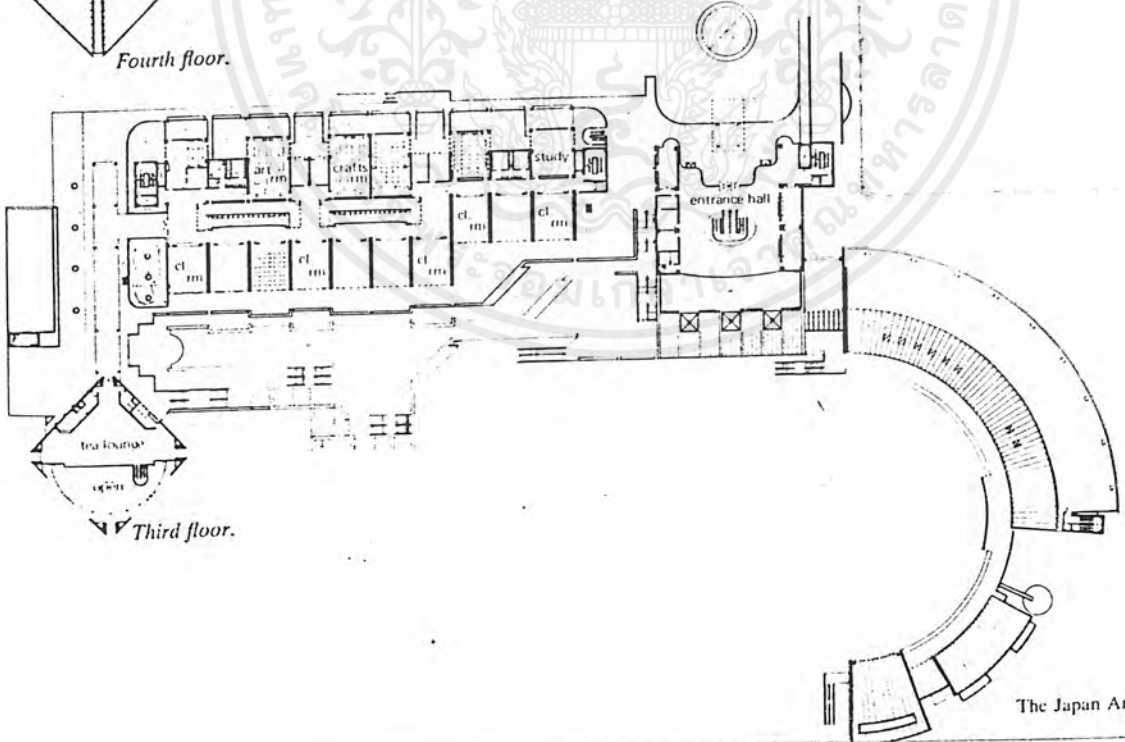 Fourth floor.
art rm
crafts rm
study
entrance hall
cl rm
cl rm
cl rm
cl rm
cl rm
tea lounge
open
Third floor.
The Japan Ar